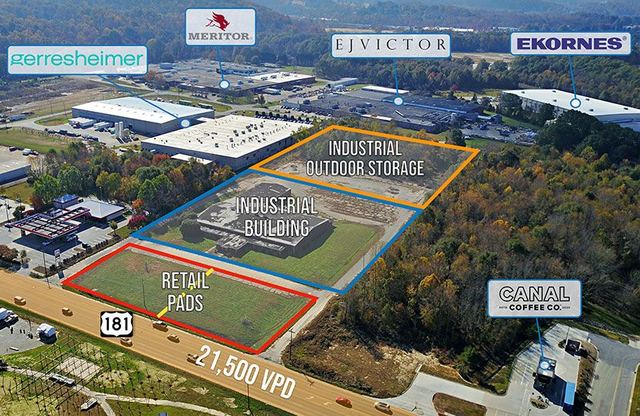 MERITOR
gerresheimer
EJVICTOR
EKORNES®
INDUSTRIAL
OUTDOOR STORAGE
INDUSTRIAL
BUILDING
RETAIL
PADS
CANAL
COFFEE CO.
181
21,500 VPD